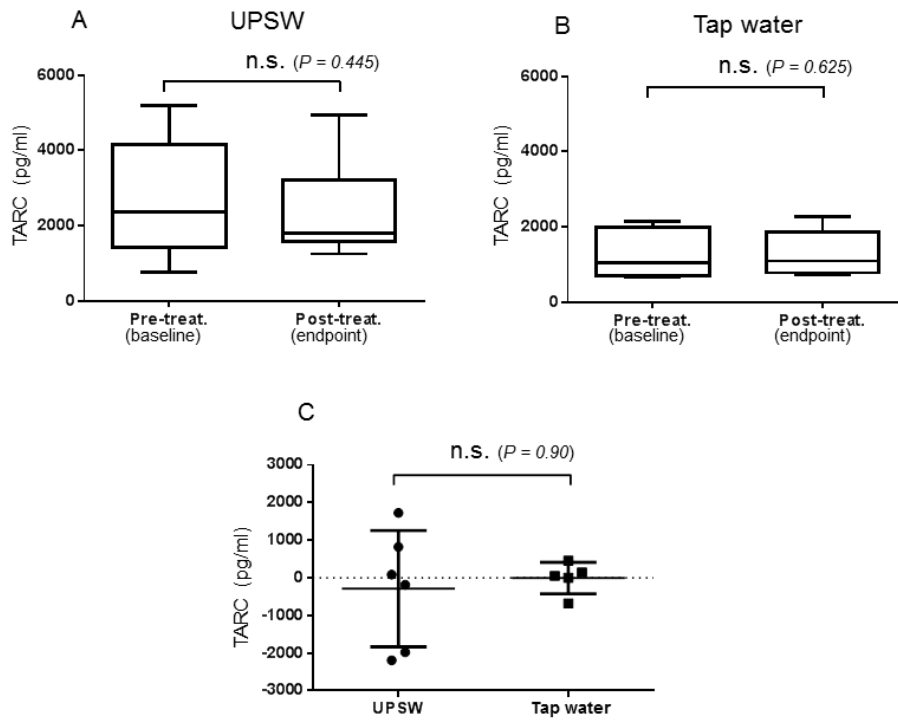 A
UPSW
n.s. (P = 0.445)
6000
4000
2000
0
TARC (pg/ml)
Pre-treat.
(baseline)
Post-treat.
(endpoint)
B
Tap water
n.s. (P = 0.625)
6000
4000
2000
0
TARC (pg/ml)
Pre-treat.
(baseline)
Post-treat.
(endpoint)
C
n.s. (P = 0.90)
3000
2000
1000
0
-1000
-2000
-3000
TARC (pg/ml)
UPSW
Tap water